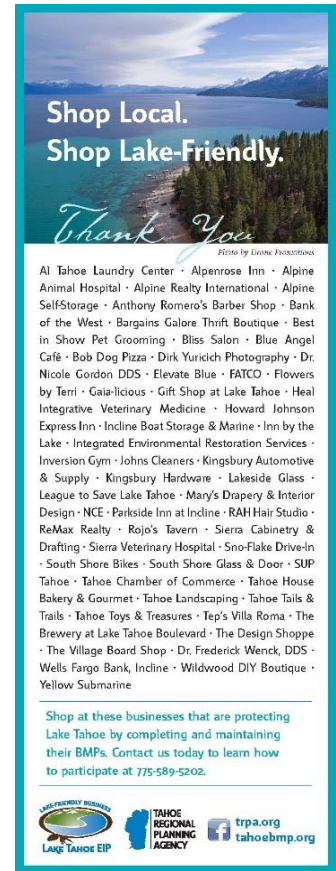 Shop Local.
Shop Lake-Friendly.
Thank You
Photo by Drone Promotions
Al Tahoe Laundry Center · Alpenrose Inn · Alpine
Animal Hospital · Alpine Realty International · Alpine
Self-Storage · Anthony Romero's Barber Shop · Bank
of the West · Bargains Galore Thrift Boutique · Best
in Show Pet Grooming · Bliss Salon · Blue Angel
Café · Bob Dog Pizza · Dirk Yuricich Photography · Dr.
Nicole Gordon DDS · Elevate Blue · FATCO · Flowers
by Terri · Gaia-licious · Gift Shop at Lake Tahoe · Heal
Integrative Veterinary Medicine · Howard Johnson
Express Inn · Incline Boat Storage & Marine · Inn by the
Lake · Integrated Environmental Restoration Services ·
Inversion Gym · Johns Cleaners · Kingsbury Automotive
& Supply · Kingsbury Hardware · Lakeside Glass ·
League to Save Lake Tahoe · Mary's Drapery & Interior
Design · NCE · Parkside Inn at Incline · RAH Hair Studio ·
ReMax Realty · Rojo's Tavern · Sierra Cabinetry &
Drafting · Sierra Veterinary Hospital · Sno-Flake Drive-In
· South Shore Bikes · South Shore Glass & Door · SUP
Tahoe · Tahoe Chamber of Commerce · Tahoe House
Bakery & Gourmet · Tahoe Landscaping · Tahoe Tails &
Trails · Tahoe Toys & Treasures · Tep's Villa Roma · The
Brewery at Lake Tahoe Boulevard · The Design Shoppe
· The Village Board Shop · Dr. Frederick Wenck, DDS ·
Wells Fargo Bank, Incline · Wildwood DIY Boutique ·
Yellow Submarine
Shop at these businesses that are protecting
Lake Tahoe by completing and maintaining
their BMPs. Contact us today to learn how
to participate at 775-589-5202.
LAKE-FRIENDLY BUSINESS
LAKE TAHOE EIP
TAHOE
REGIONAL
PLANNING
AGENCY
f
trpa.org
tahoebmp.org